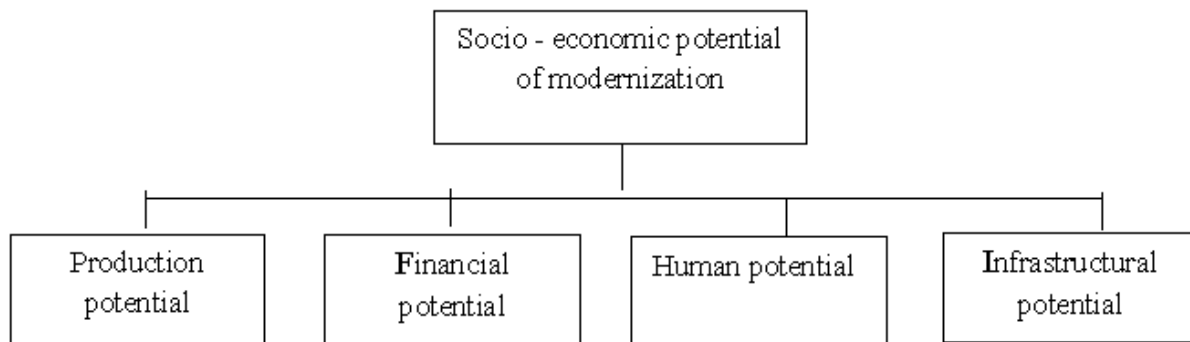 Socio - economic potential
of modernization
Production
potential
Financial
potential
Human potential
Infrastructural
potential